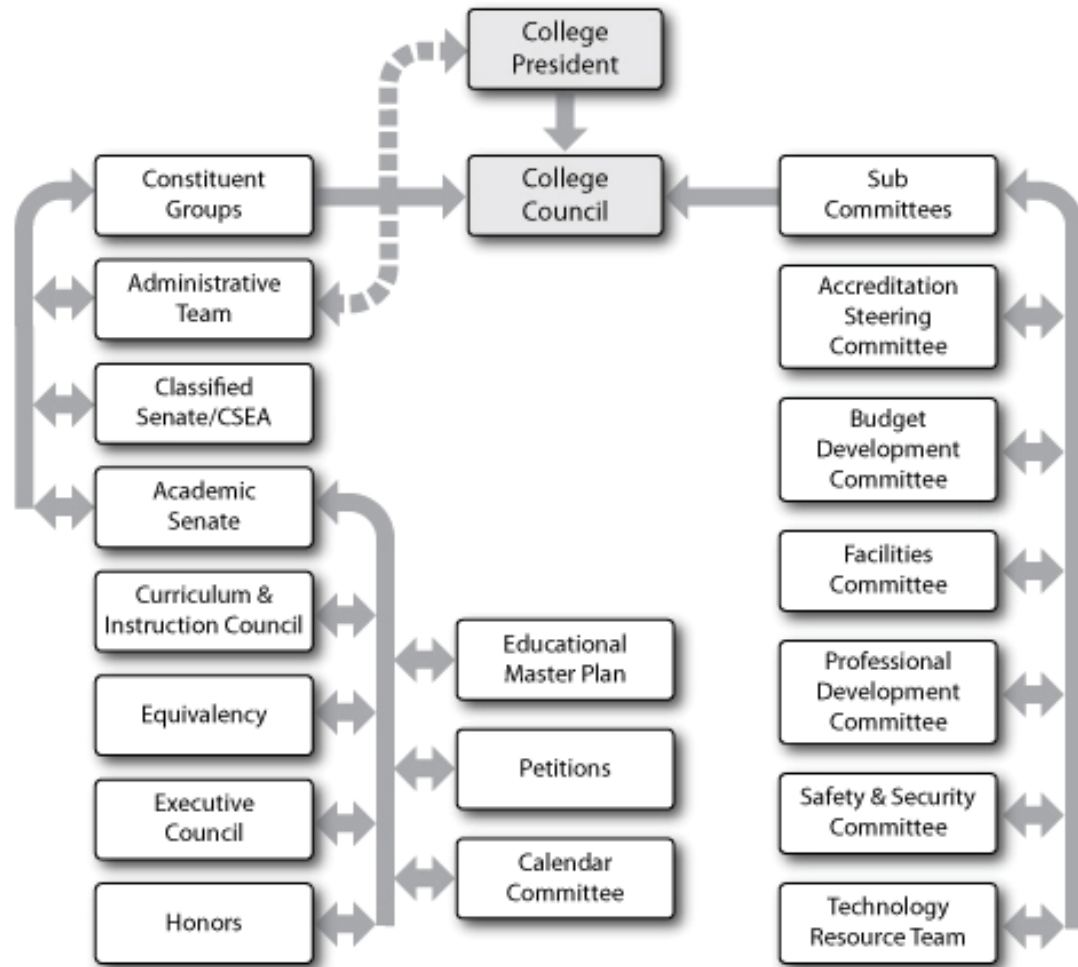 College
President
Constituent
Groups
College
Council
Sub
Committees
Administrative
Team
Accreditation
Steering
Committee
Classified
Senate/CSEA
Budget
Development
Committee
Academic
Senate
Facilities
Committee
Curriculum &
Instruction Council
Educational
Master Plan
Professional
Development
Committee
Equivalency
Petitions
Executive
Council
Safety & Security
Committee
Calendar
Committee
Honors
Technology
Resource Team